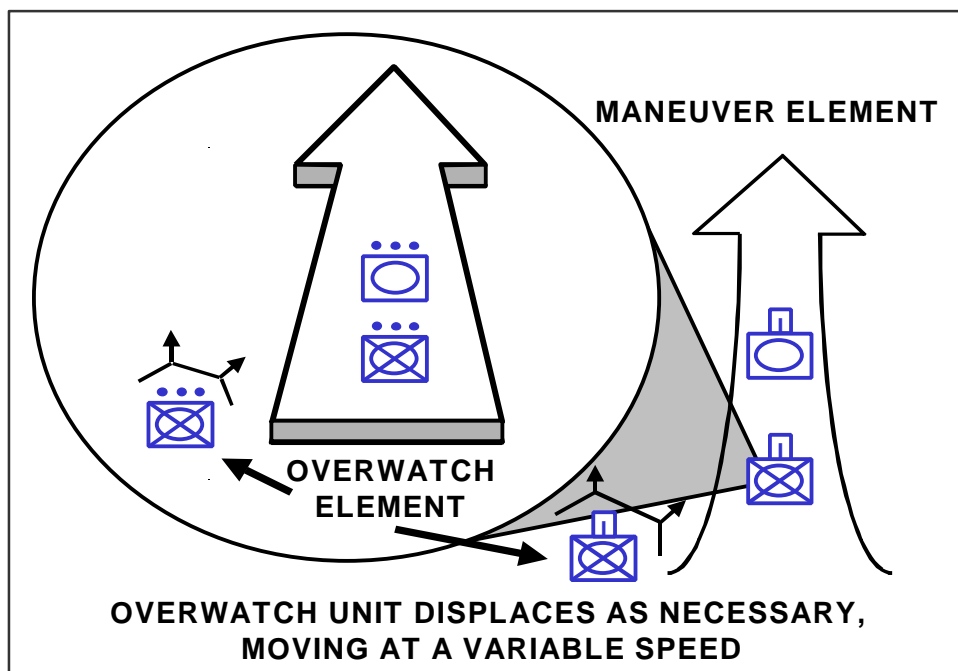 MANEUVER ELEMENT
OVERWATCH
ELEMENT
OVERWATCH UNIT DISPLACES AS NECESSARY,
MOVING AT A VARIABLE SPEED